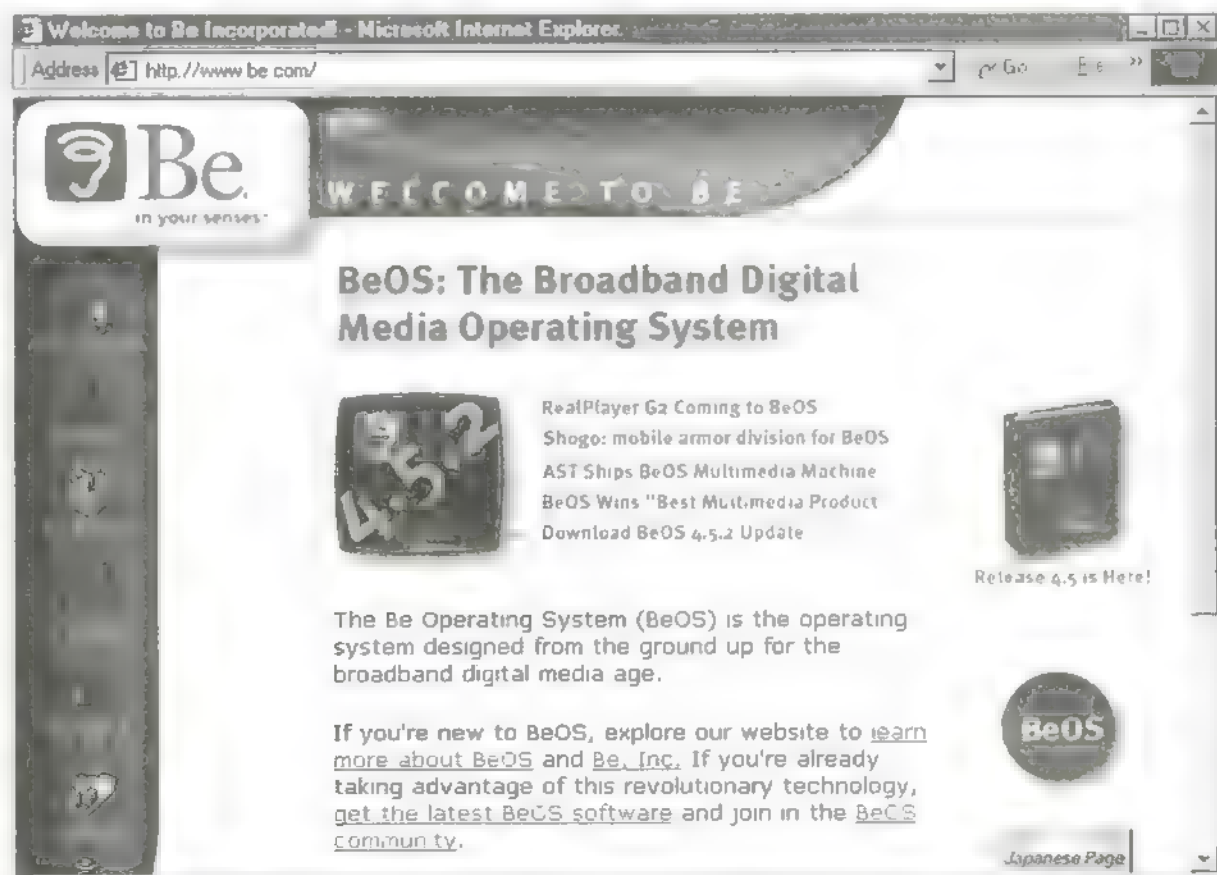 Welcome to Be Incorporated! - Microsoft Internet Explorer
Address http://www.be.com/ Go
Be
in your senses™
WELCOME TO BE
BeOS: The Broadband Digital
Media Operating System
4.5.2
RealPlayer G2 Coming to BeOS
Shogo: mobile armor division for BeOS
AST Ships BeOS Multimedia Machine
BeOS Wins "Best Multimedia Product
Download BeOS 4.5.2 Update
Release 4.5 is Here!
The Be Operating System (BeOS) is the operating
system designed from the ground up for the
broadband digital media age.
BeOS
If you're new to BeOS, explore our website to learn
more about BeOS and Be, Inc. If you're already
taking advantage of this revolutionary technology,
get the latest BeOS software and join in the BeOS
community.
Japanese Page